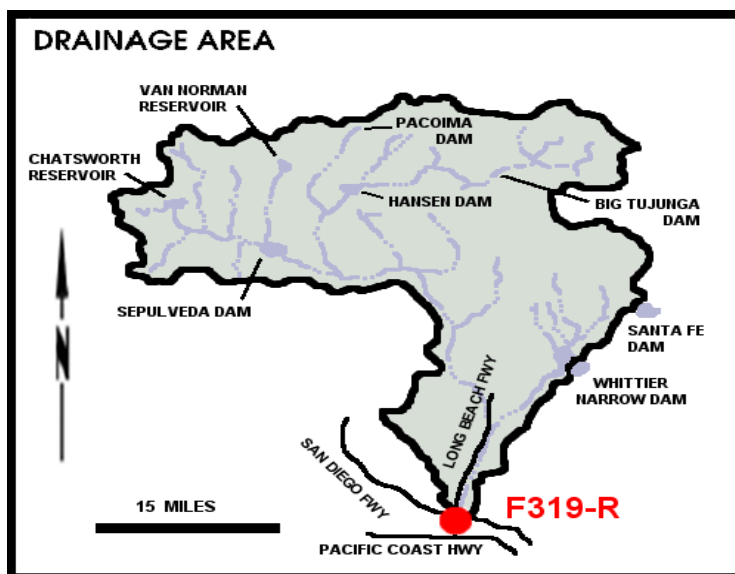 DRAINAGE AREA
VAN NORMAN
RESERVOIR
PACOIMA
DAM
CHATSWORTH
RESERVOIR
HANSEN DAM
BIG TUJUNGA
DAM
SEPULVEDA DAM
SANTA FE
DAM
WHITTIER
NARROW DAM
LONG BEACH FWY
SAN DIEGO FWY
N
15 MILES
F319-R
PACIFIC COAST HWY